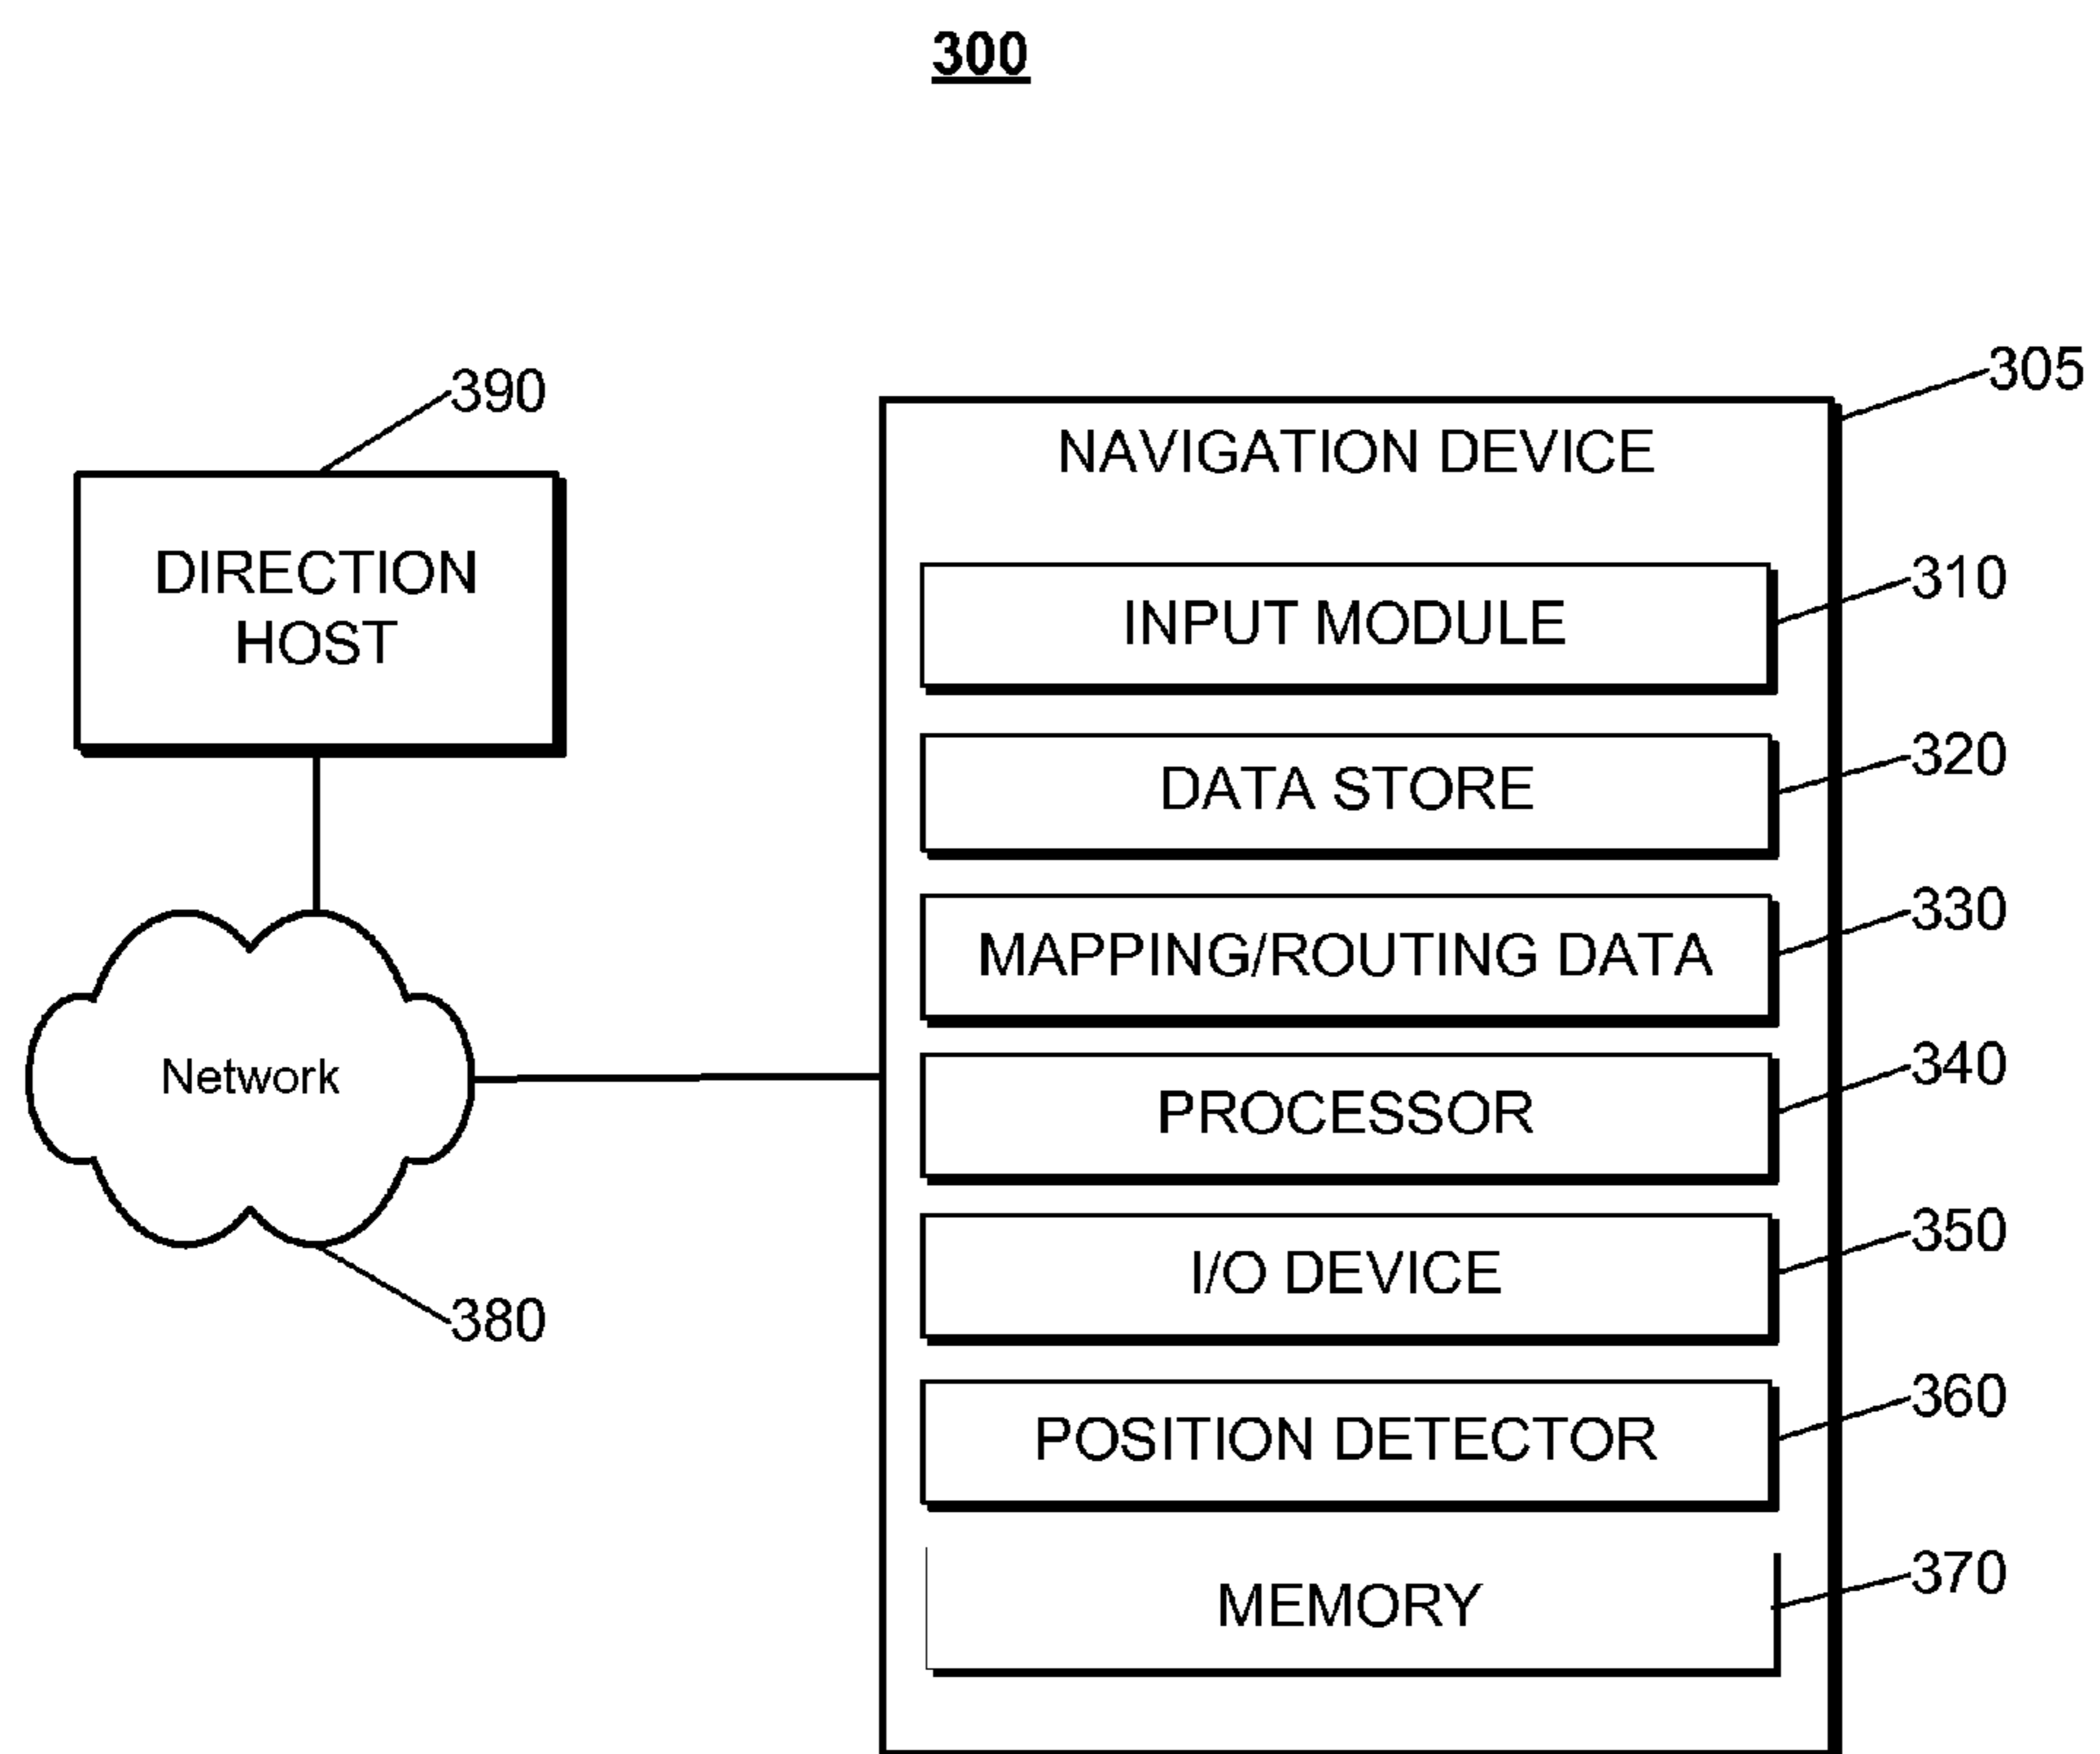 300
390
305
NAVIGATION DEVICE
DIRECTION
HOST
310
INPUT MODULE
320
DATA STORE
330
MAPPING/ROUTING DATA
Network
340
PROCESSOR
350
I/O DEVICE
380
360
POSITION DETECTOR
370
MEMORY